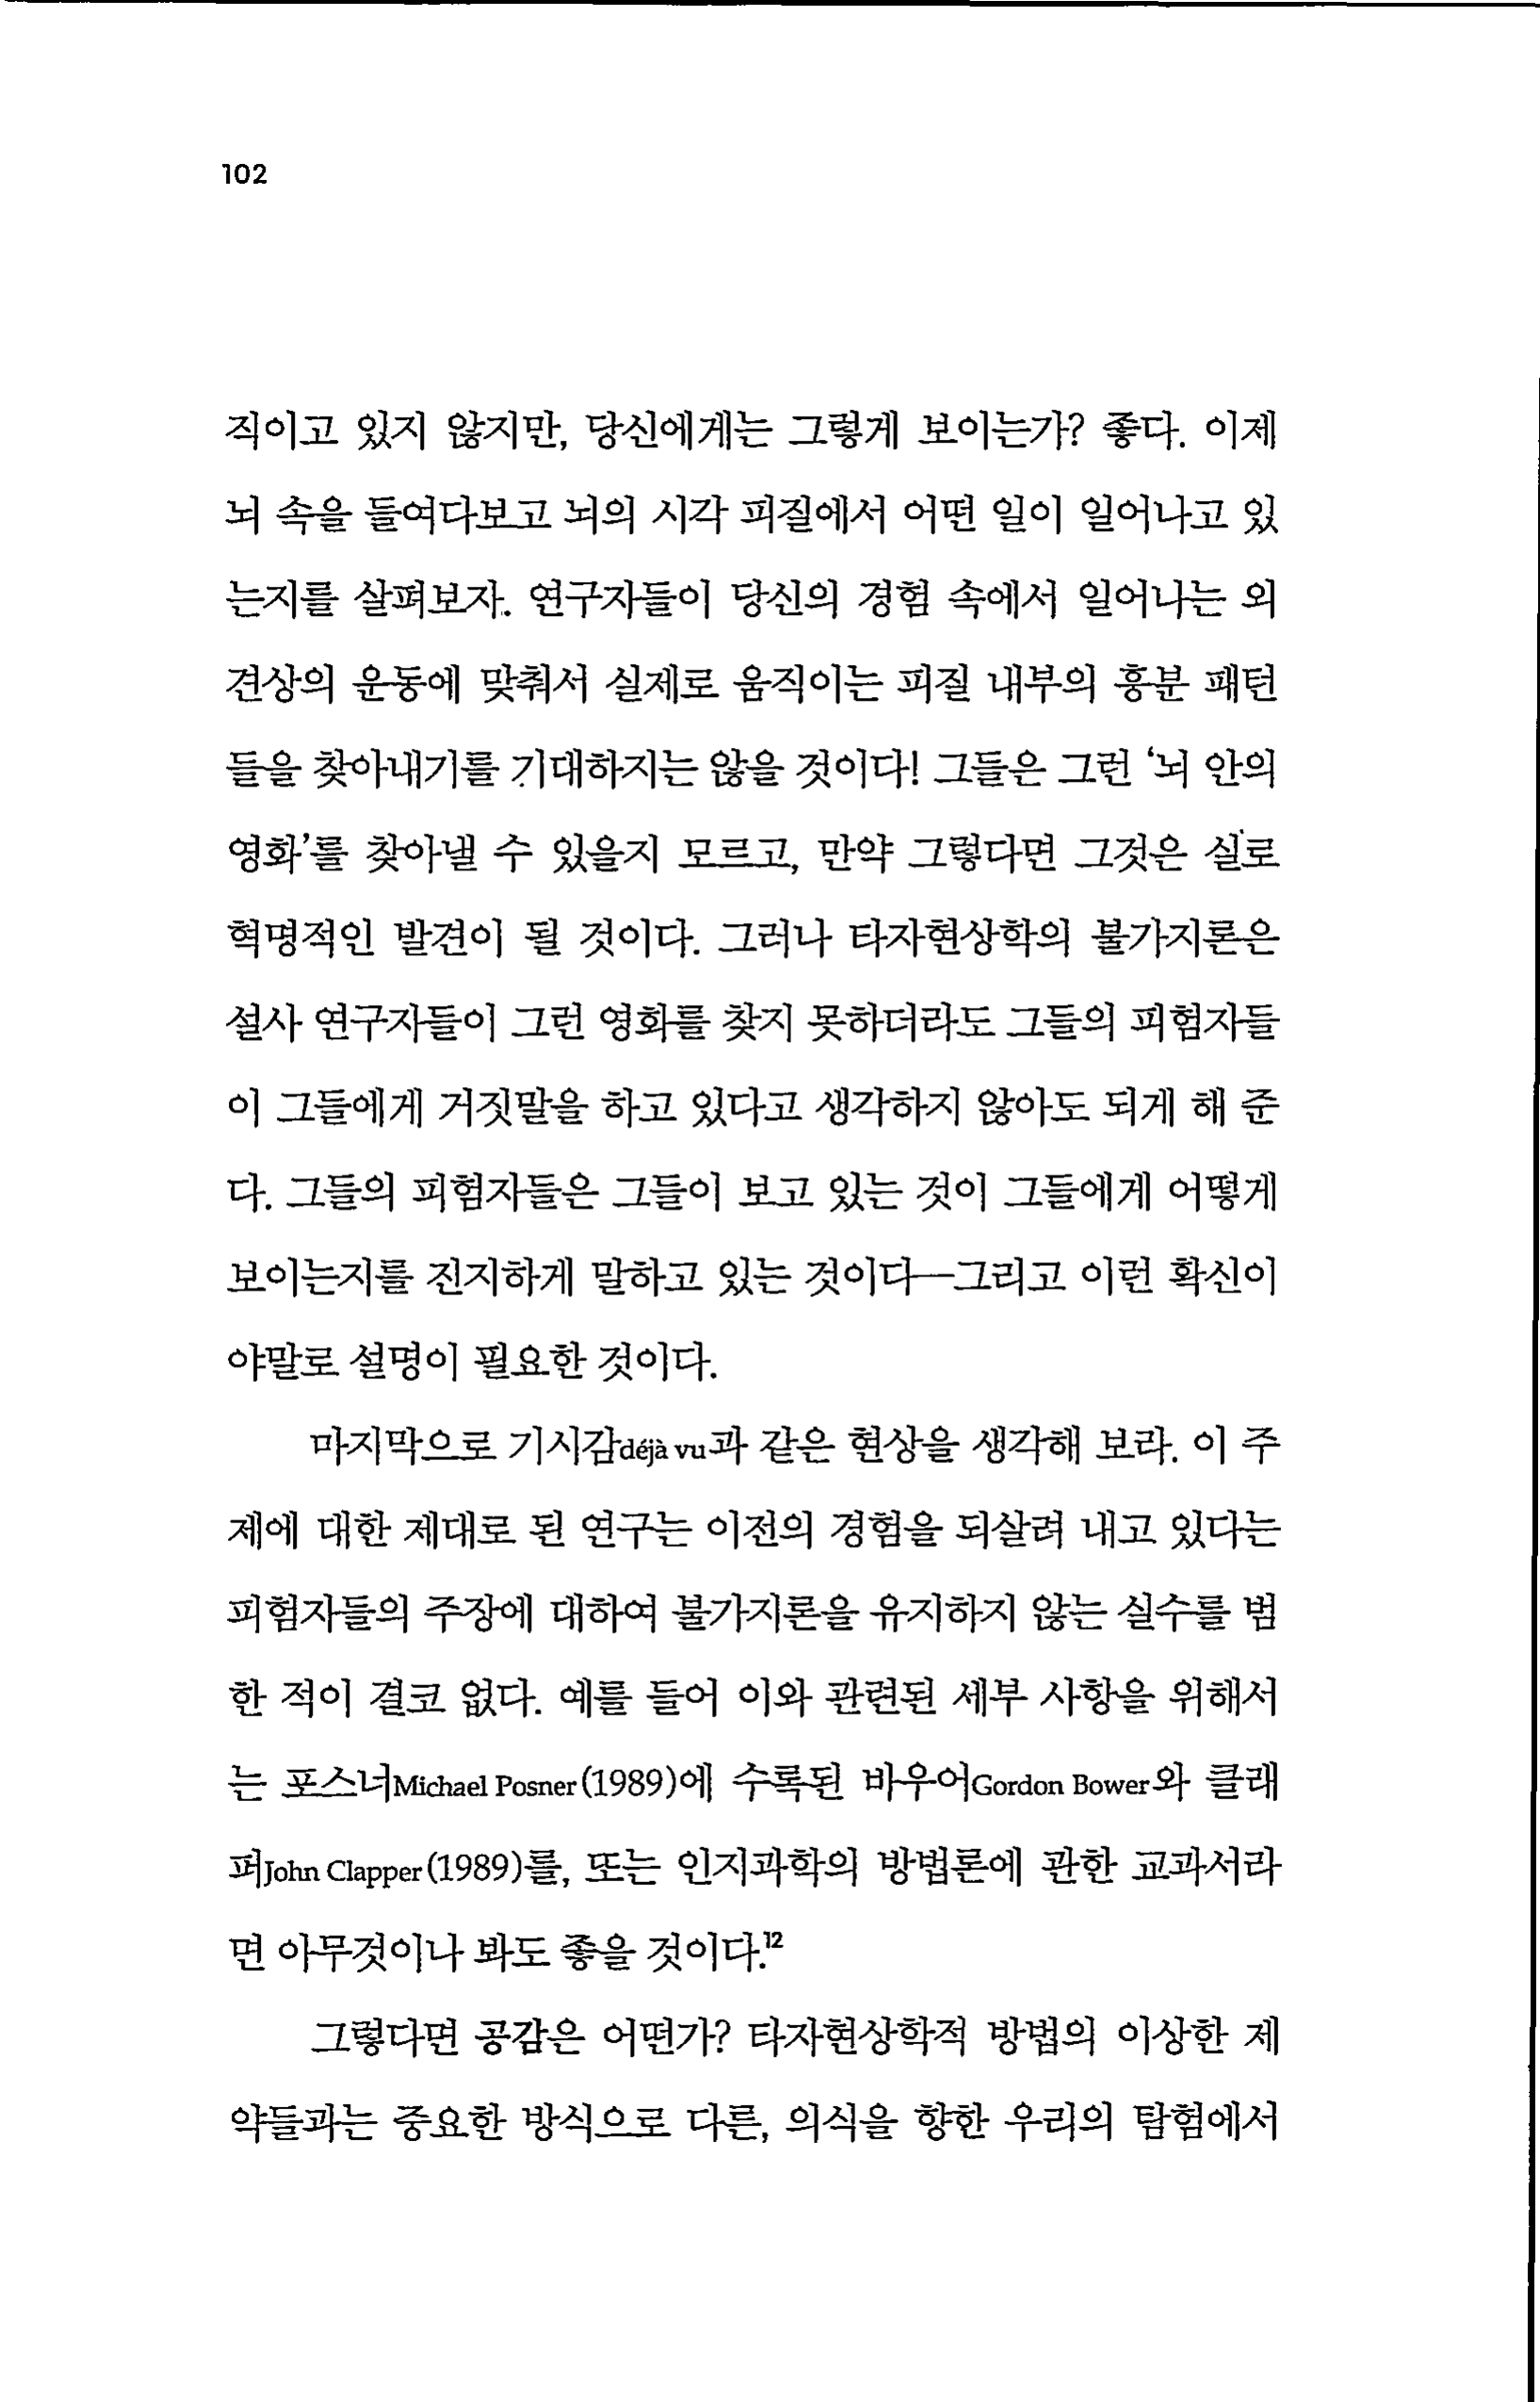 102
직이고 있지 않지만, 당신에게는 그렇게 보이는가? 좋다. 이제
뇌 속을 들여다보고 뇌의 시각 피질에서 어떤 일이 일어나고 있
는지를 살펴보자. 연구자들이 당신의 경험 속에서 일어나는 외
견상의 운동에 맞춰서 실제로 움직이는 피질 내부의 흥분 패턴
들을 찾아내기를 기대하지는 않을 것이다! 그들은 그런 ‘뇌 안의
영화’를 찾아낼 수 있을지 모르고, 만약 그렇다면 그것은 실로
혁명적인 발견이 될 것이다. 그러나 타자현상학의 불가지론은
설사 연구자들이 그런 영화를 찾지 못하더라도 그들의 피험자들
이 그들에게 거짓말을 하고 있다고 생각하지 않아도 되게 해 준
다. 그들의 피험자들은 그들이 보고 있는 것이 그들에게 어떻게
보이는지를 진지하게 말하고 있는 것이다—그리고 이런 확신이
야말로 설명이 필요한 것이다.
마지막으로 기시감déjà vu과 같은 현상을 생각해 보라. 이 주
제에 대한 제대로 된 연구는 이전의 경험을 되살려 내고 있다는
피험자들의 주장에 대하여 불가지론을 유지하지 않는 실수를 범
한 적이 결코 없다. 예를 들어 이와 관련된 세부 사항을 위해서
는 포스너Michael Posner(1989)에 수록된 바우어Gordon Bower와 클래
퍼John Clapper(1989)를, 또는 인지과학의 방법론에 관한 교과서라
면 아무것이나 봐도 좋을 것이다.12
그렇다면 공감은 어떤가? 타자현상학적 방법의 이상한 제
약들과는 중요한 방식으로 다른, 의식을 향한 우리의 탐험에서